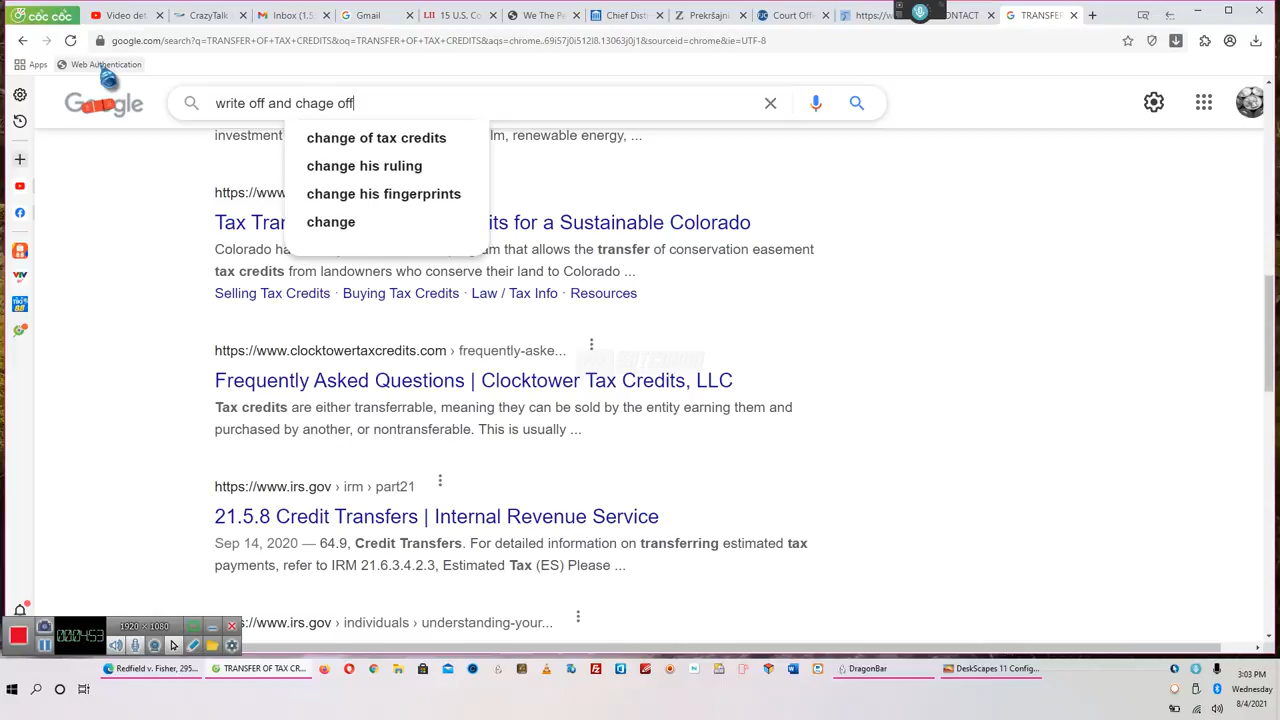 cốc cốc
Video det
CrazyTalk
Inbox (1.5
Gmail
LII
15 U.S. C
We The P
Chief Dist
Pekršajn
Court Off
https://w
ONTACT
TRANSFER
google.com/search?q=TRANSFER+OF+TAX+CREDITS&oq=TRANSFER+OF+TAX+CREDITS&aqs=chrome..69i57j0i512l8.13063j0j1&sourceid=chrome&ie=UTF-8
Apps
Web Authentication
Google
write off and chage off
change of tax credits
change his ruling
change his fingerprints
change
investment
lm, renewable energy, ...
https://www
Tax Tran
its for a Sustainable Colorado
Colorado ha
gram that allows the transfer of conservation easement
tax credits from landowners who conserve their land to Colorado ...
Selling Tax Credits · Buying Tax Credits · Law / Tax Info · Resources
https://www.clocktowertaxcredits.com › frequently-aske...
Frequently Asked Questions | Clocktower Tax Credits, LLC
Tax credits are either transferrable, meaning they can be sold by the entity earning them and
purchased by another, or nontransferable. This is usually ...
https://www.irs.gov › irm › part21
21.5.8 Credit Transfers | Internal Revenue Service
Sep 14, 2020 — 64.9, Credit Transfers. For detailed information on transferring estimated tax
payments, refer to IRM 21.6.3.4.2.3, Estimated Tax (ES) Please ...
s://www.irs.gov › individuals › understanding-your...
1920 × 1080
Redfield v. Fisher, 295...
TRANSFER OF TAX CR...
DragonBar
DeskScapes 11 Config...
3:03 PM
Wednesday
8/4/2021